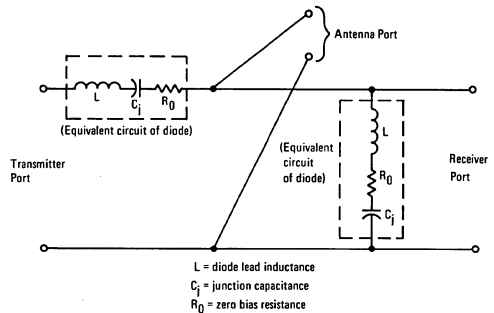 Antenna Port
L
Cj
R0
(Equivalent circuit of diode)
Transmitter
Port
(Equivalent
circuit
of diode)
L
R0
Cj
Receiver
Port
L = diode lead inductance
Cj = junction capacitance
R0 = zero bias resistance